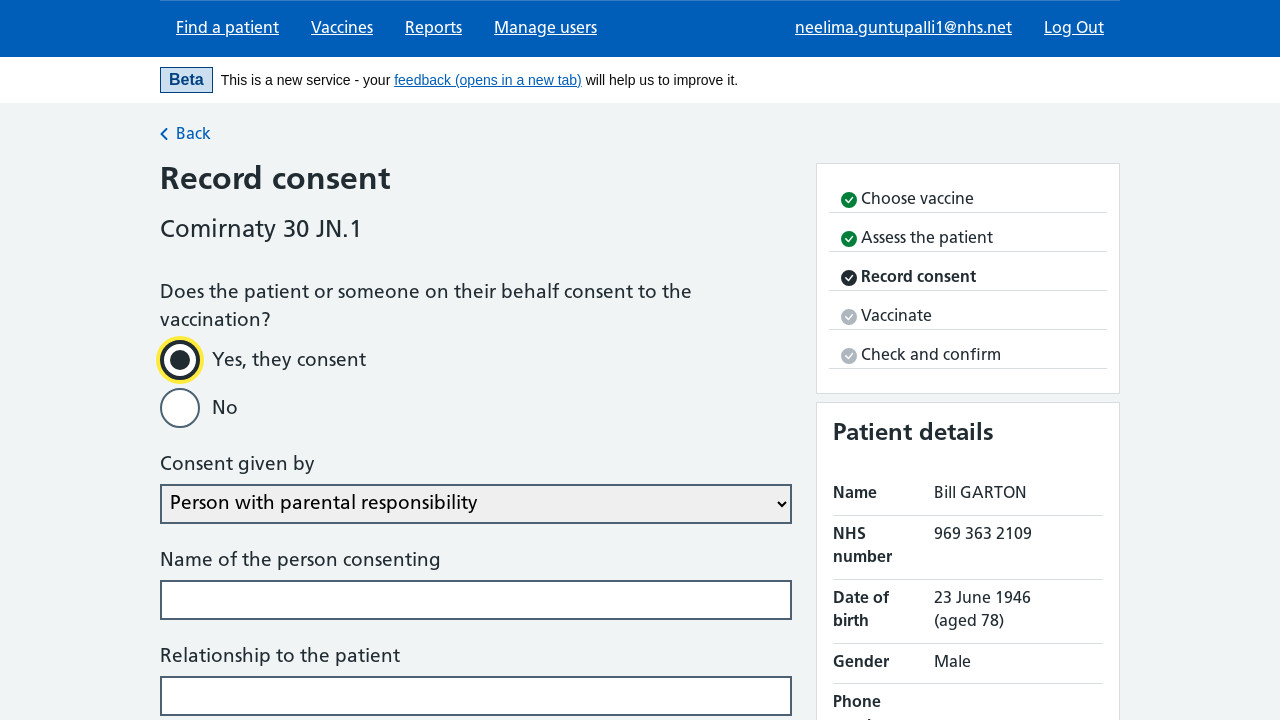 Find a patient Vaccines Reports Manage users neelima.guntupalli1@nhs.net Log Out
Beta This is a new service - your feedback (opens in a new tab) will help us to improve it.
Back
Record consent
Comirnaty 30 JN.1
Does the patient or someone on their behalf consent to the
vaccination?
Yes, they consent
No
Consent given by
Person with parental responsibility
Name of the person consenting
Relationship to the patient
Choose vaccine
Assess the patient
Record consent
Vaccinate
Check and confirm
Patient details
Name Bill GARTON
NHS 969 363 2109
number
Date of 23 June 1946
birth (aged 78)
Gender Male
Phone